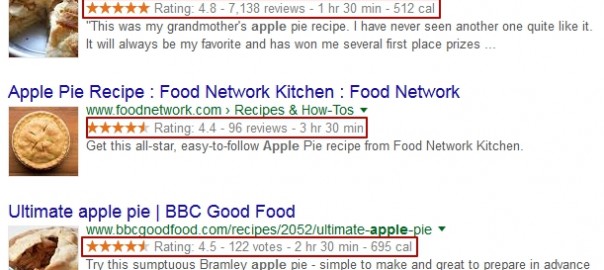 Rating: 4.8 - 7,138 reviews - 1 hr 30 min - 512 cal
"This was my grandmother's apple pie recipe. I have never seen another one quite like it.
It will always be my favorite and has won me several first place prizes ...
Apple Pie Recipe : Food Network Kitchen : Food Network
www.foodnetwork.com › Recipes & How-Tos
Rating: 4.4 - 96 reviews - 3 hr 30 min
Get this all-star, easy-to-follow Apple Pie recipe from Food Network Kitchen.
Ultimate apple pie | BBC Good Food
www.bbcgoodfood.com/recipes/2052/ultimate-apple-pie
Rating: 4.5 - 122 votes - 2 hr 30 min - 695 cal
Try this sumptuous Bramley apple pie - simple to make and great to prepare in advance